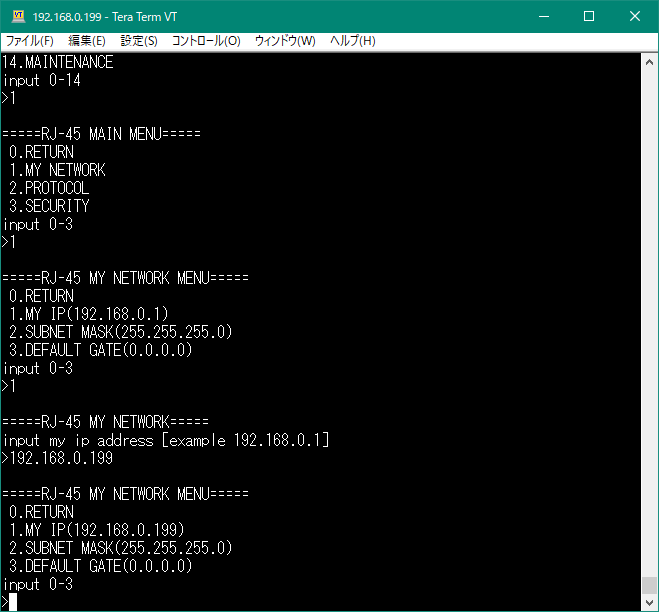 192.168.0.199 - Tera Term VT
ファイル(F) 編集(E) 設定(S) コントロール(O) ウィンドウ(W) ヘルプ(H)
14.MAINTENANCE
input 0-14
>1

=====RJ-45 MAIN MENU=====
 0.RETURN
 1.MY NETWORK
 2.PROTOCOL
 3.SECURITY
input 0-3
>1

=====RJ-45 MY NETWORK MENU=====
 0.RETURN
 1.MY IP(192.168.0.1)
 2.SUBNET MASK(255.255.255.0)
 3.DEFAULT GATE(0.0.0.0)
input 0-3
>1

=====RJ-45 MY NETWORK=====
input my ip address [example 192.168.0.1]
>192.168.0.199

=====RJ-45 MY NETWORK MENU=====
 0.RETURN
 1.MY IP(192.168.0.199)
 2.SUBNET MASK(255.255.255.0)
 3.DEFAULT GATE(0.0.0.0)
input 0-3
>